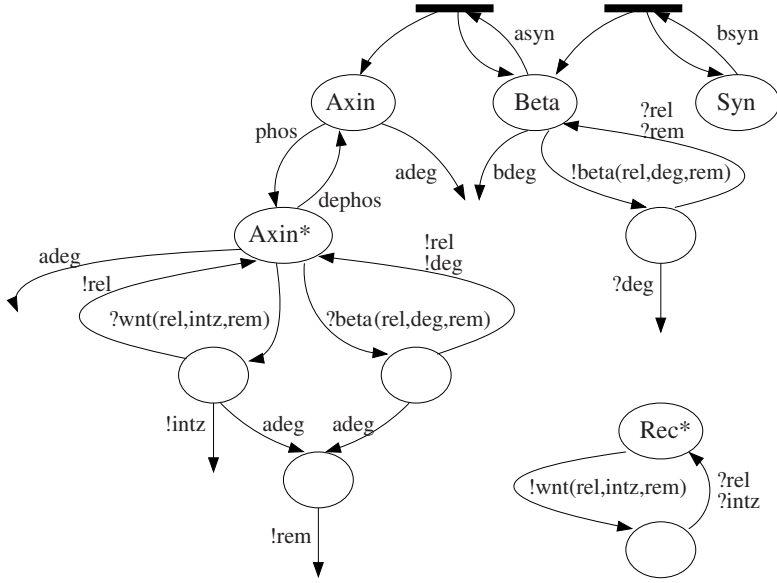 asyn
bsyn
Axin
Beta
Syn
?rel
?rem
phos
adeg
bdeg
!beta(rel,deg,rem)
dephos
Axin*
adeg
!rel
!rel
!deg
?wnt(rel,intz,rem)
?beta(rel,deg,rem)
?deg
!intz
adeg
adeg
Rec*
?rel
?intz
!wnt(rel,intz,rem)
!rem